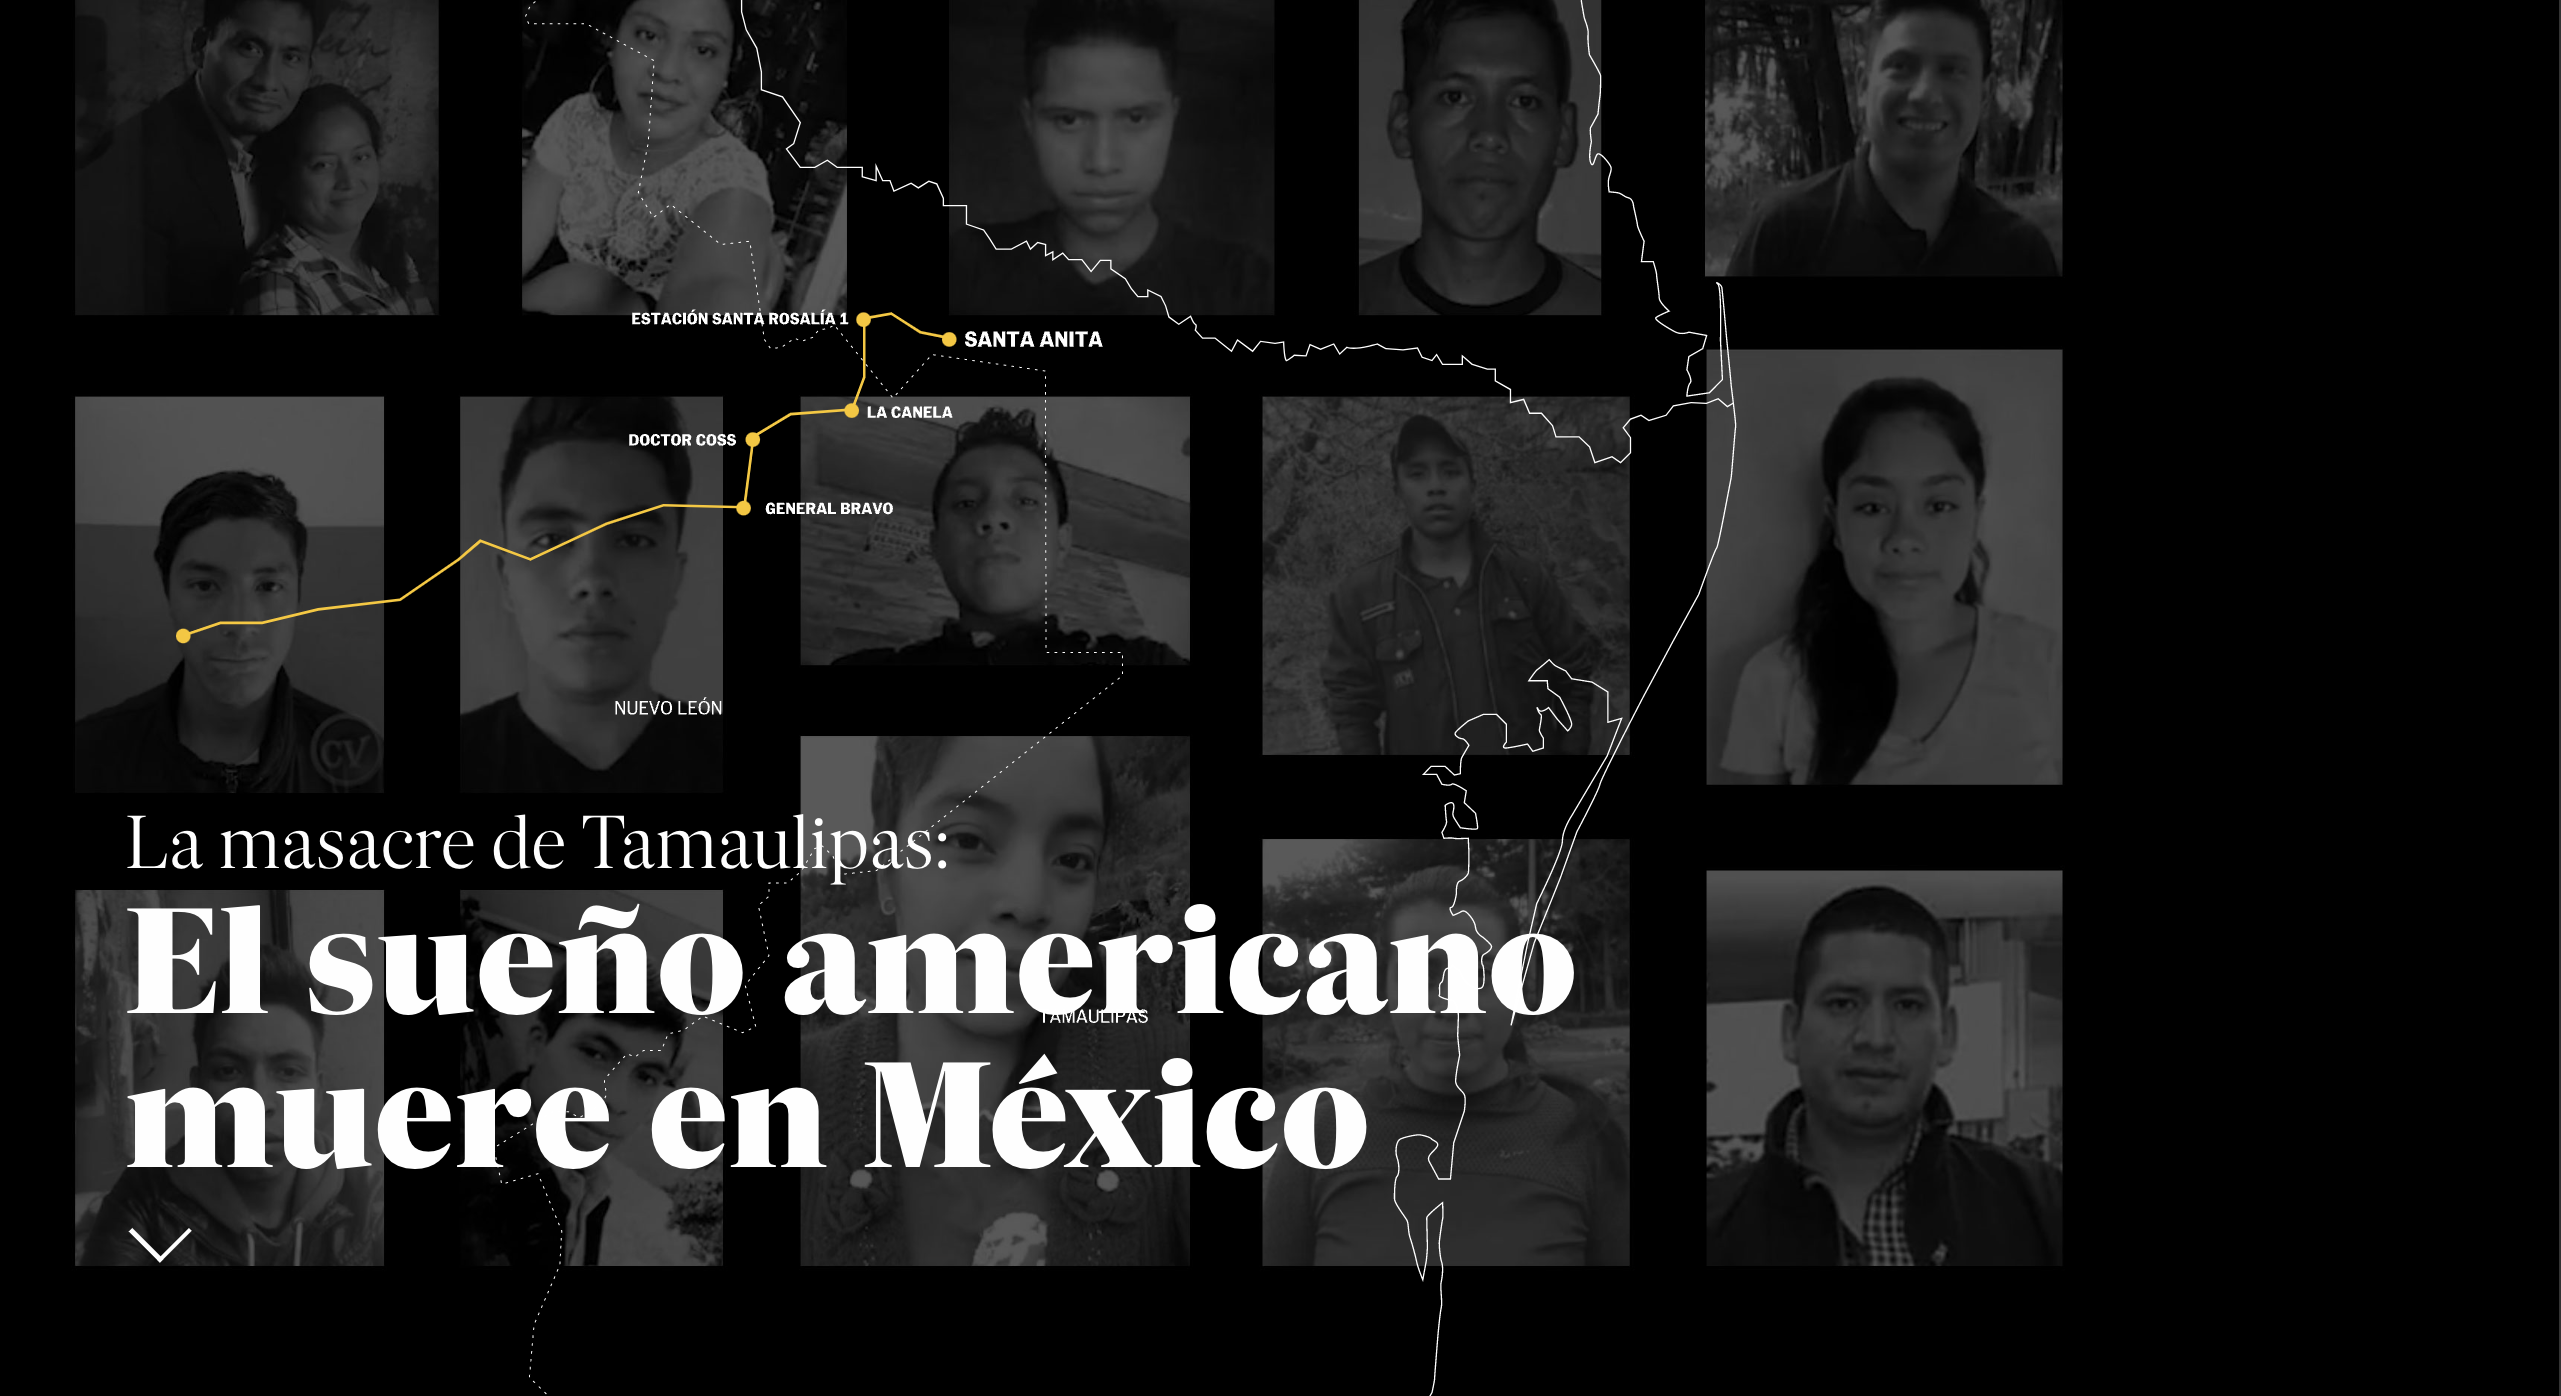 ESTACIÓN SANTA ROSALÍA 1
SANTA ANITA
LA CANELA
DOCTOR COSS
GENERAL BRAVO
NUEVO LEÓN
CV
La masacre de Tamaulipas:
El sueño americano
TAMAULIPAS
muere en México